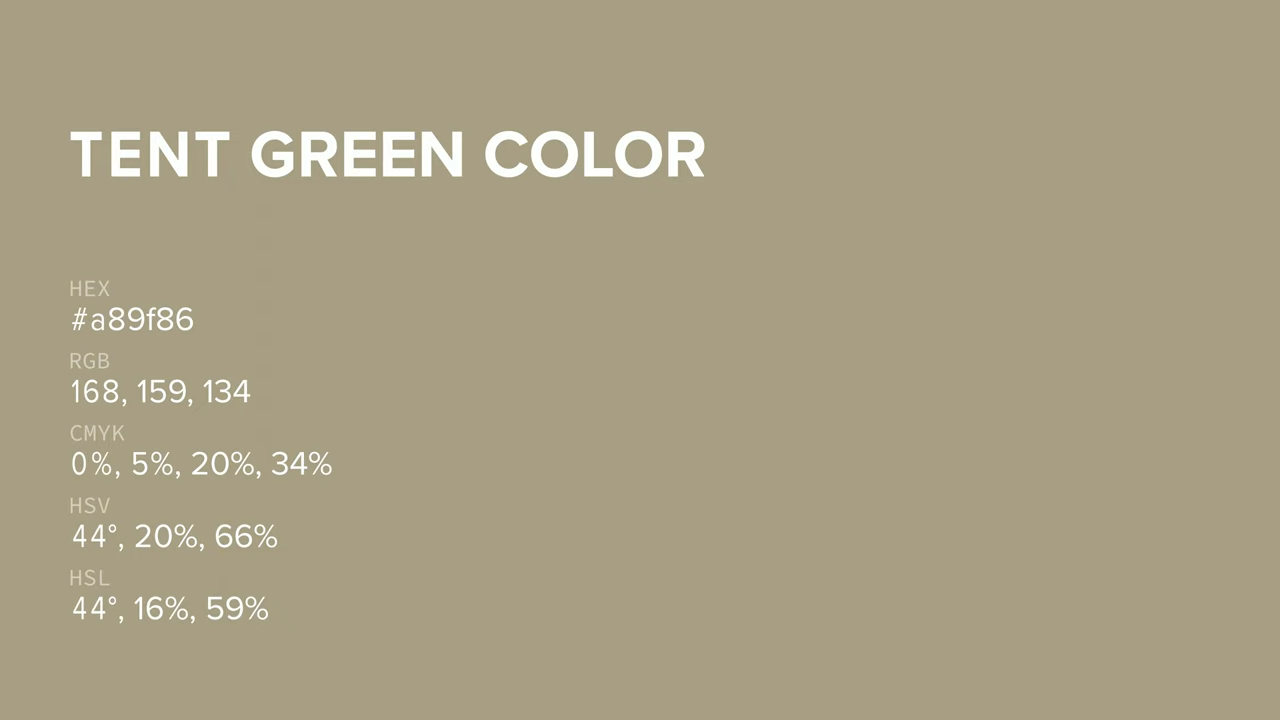 TENT GREEN COLOR
HEX
#a89f86
RGB
168, 159, 134
CMYK
0%, 5%, 20%, 34%
HSV
44°, 20%, 66%
HSL
44°, 16%, 59%